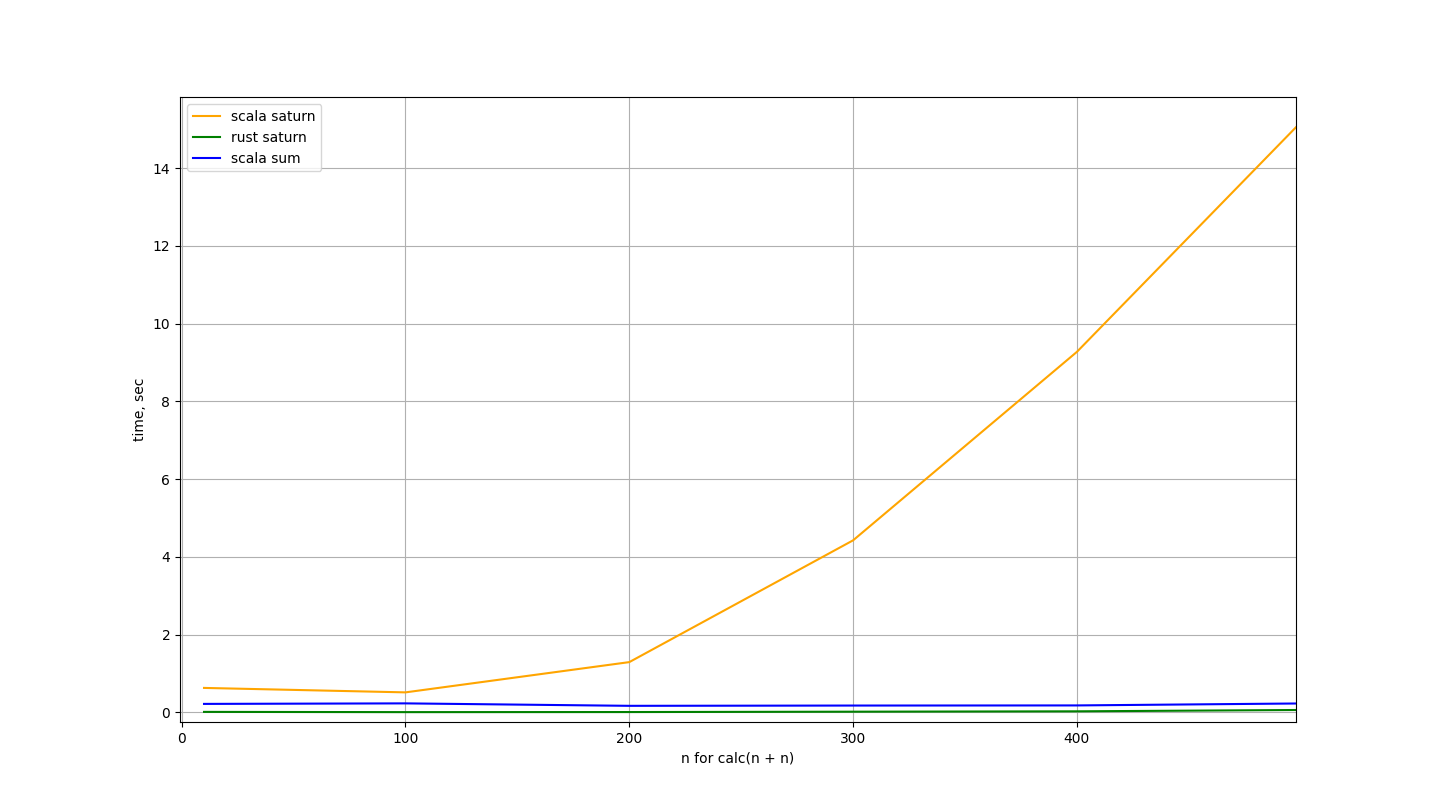 scala saturn
rust saturn
scala sum
14
12
10
8
6
4
2
0
time, sec
0 100 200 300 400
n for calc(n + n)